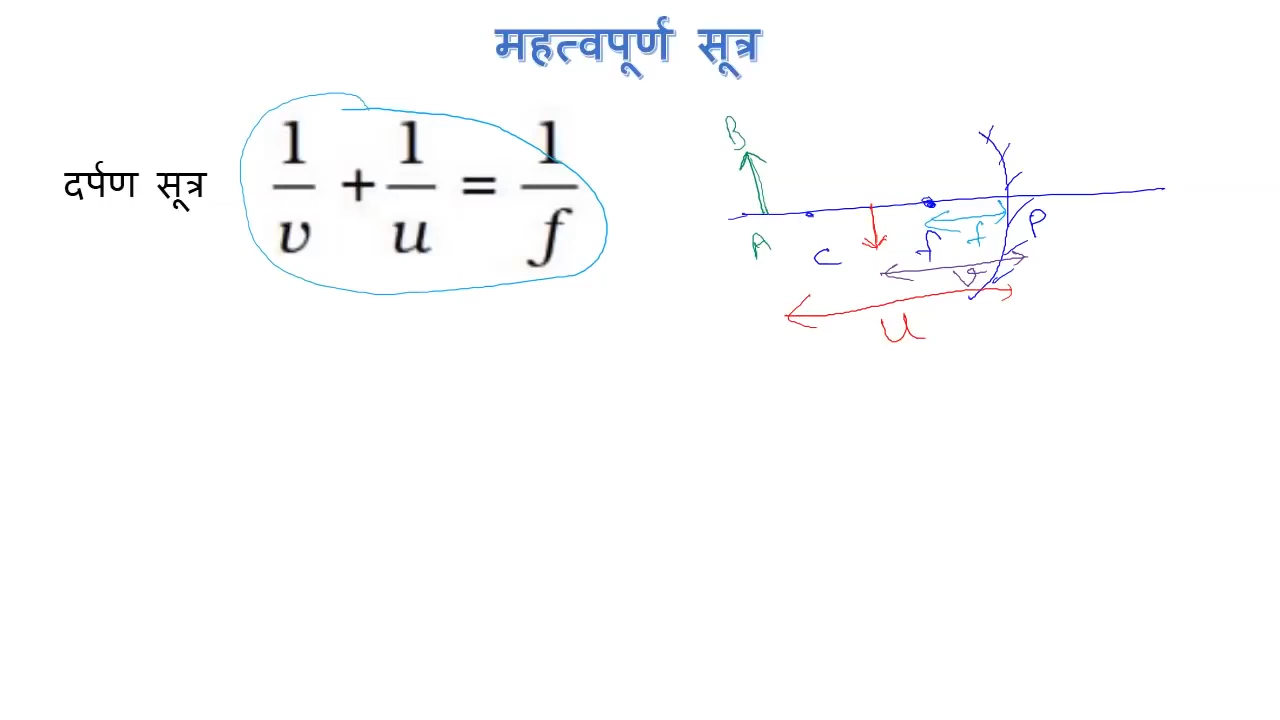 महत्वपूर्ण सूत्र
दर्पण सूत्र
1/v + 1/u = 1/f
B
A
C
f
f
P
v
u